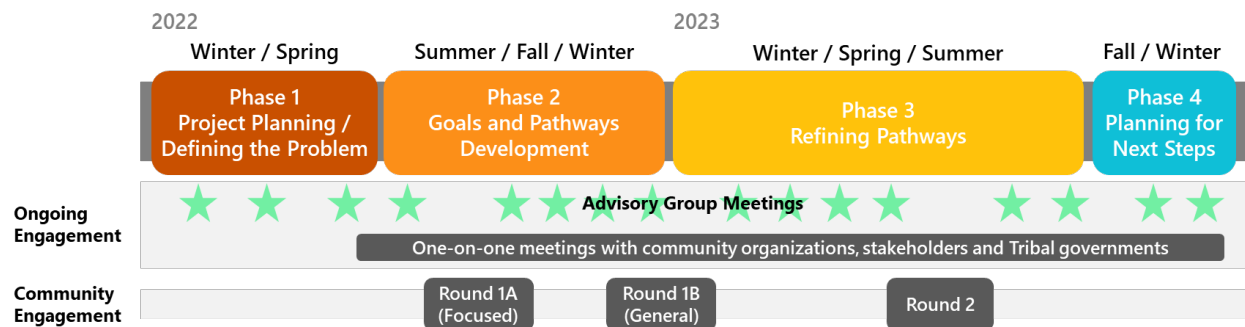 2022
2023
Winter / Spring
Summer / Fall / Winter
Winter / Spring / Summer
Fall / Winter
Phase 1
Project Planning /
Defining the Problem
Phase 2
Goals and Pathways
Development
Phase 3
Refining Pathways
Phase 4
Planning for
Next Steps
Ongoing
Engagement
Advisory Group Meetings
One-on-one meetings with community organizations, stakeholders and Tribal governments
Community
Engagement
Round 1A
(Focused)
Round 1B
(General)
Round 2